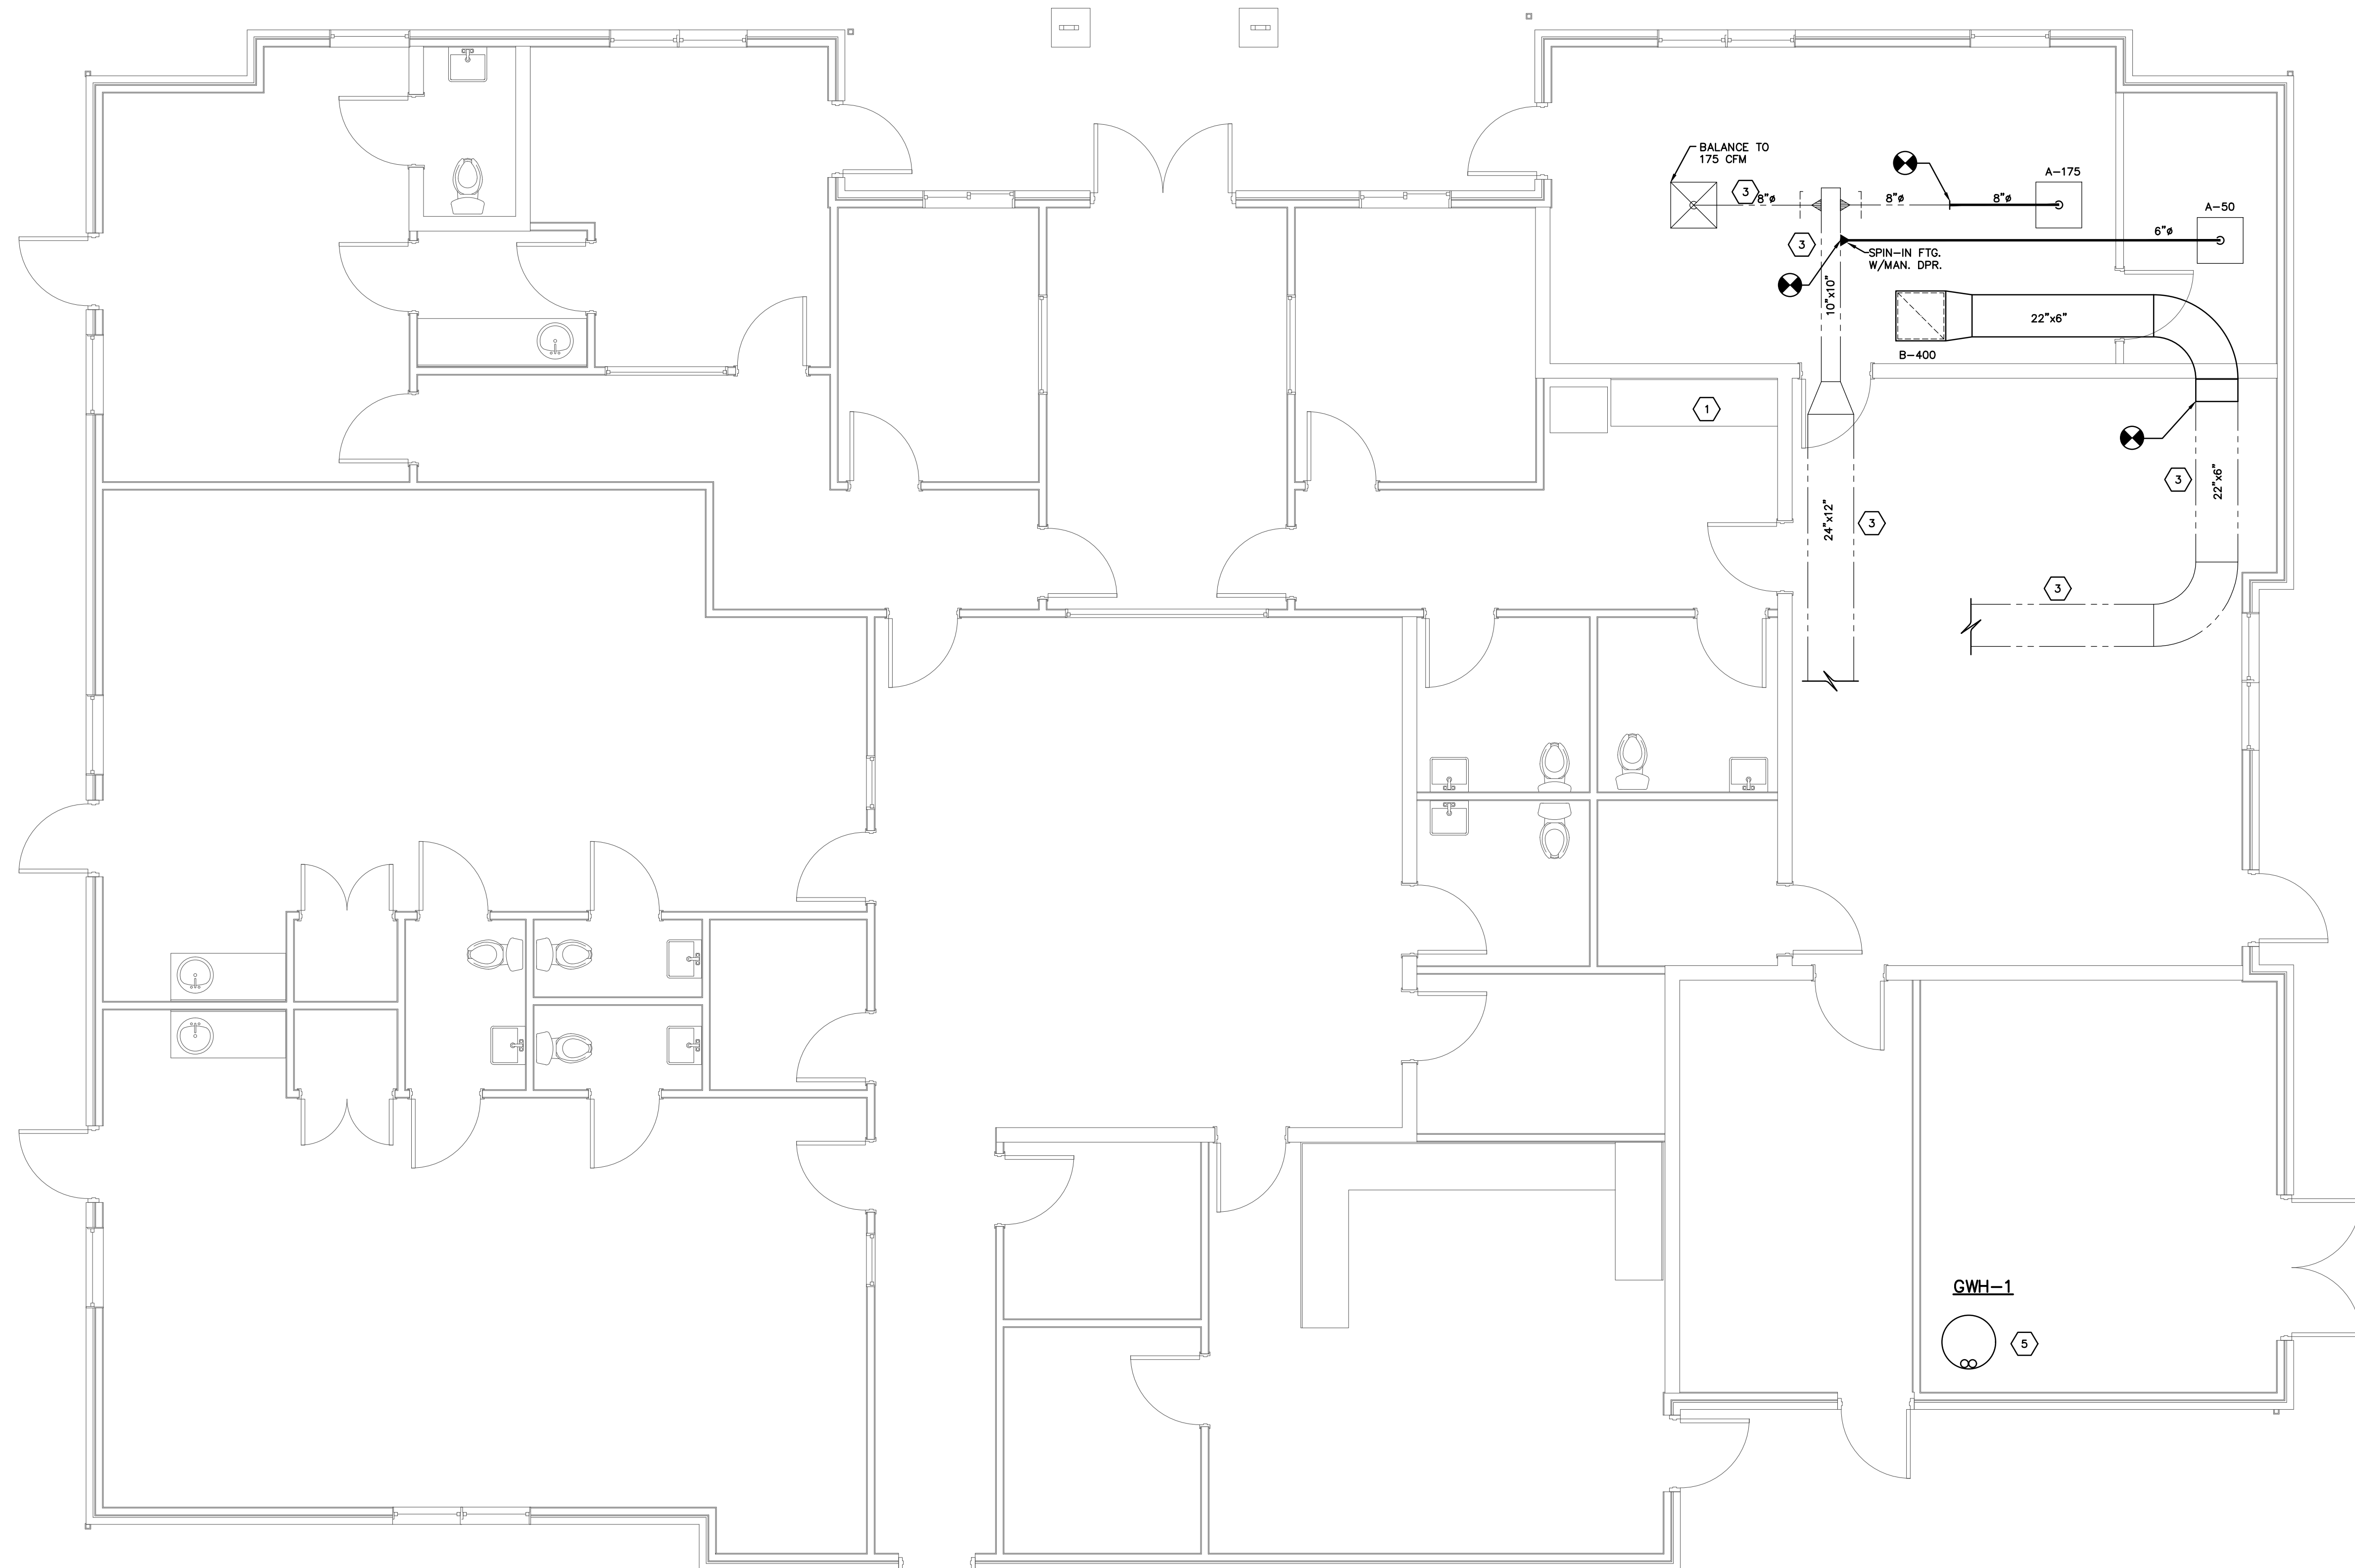 BALANCE TO
175 CFM
3
8"ø
8"ø
8"ø
A-175
A-50
6"ø
3
SPIN-IN FTG.
W/MAN. DPR.
10"x10"
22"x6"
B-400
1
3
22"x6"
24"x12"
3
3
GWH-1
5